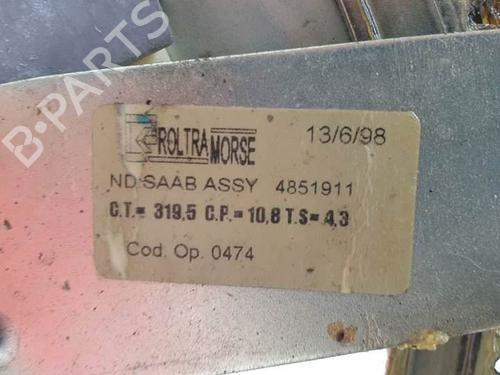 ROLTRA MORSE 13/6/98
ND SAAB ASSY 4851911
C.T.= 319,5 C.P.= 10,8 T.S= 4,3
Cod. Op. 0474
B-PARTS